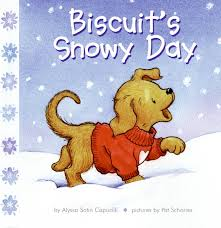 Biscuit's
Snowy Day
by Alyssa Satin Capucilli pictures by Pat Schories